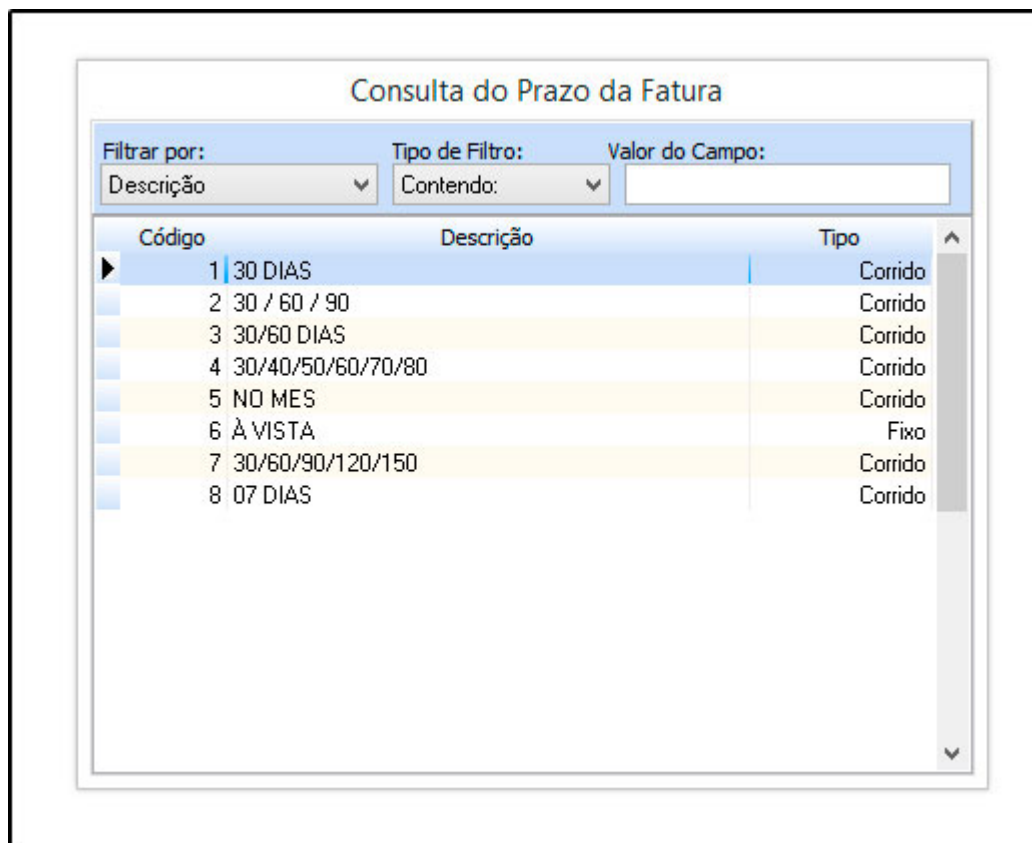 Consulta do Prazo da Fatura
Filtrar por: Tipo de Filtro: Valor do Campo:
Descrição Contendo:
Código Descrição Tipo
1 30 DIAS Corrido
2 30 / 60 / 90 Corrido
3 30/60 DIAS Corrido
4 30/40/50/60/70/80 Corrido
5 NO MES Corrido
6 À VISTA Fixo
7 30/60/90/120/150 Corrido
8 07 DIAS Corrido